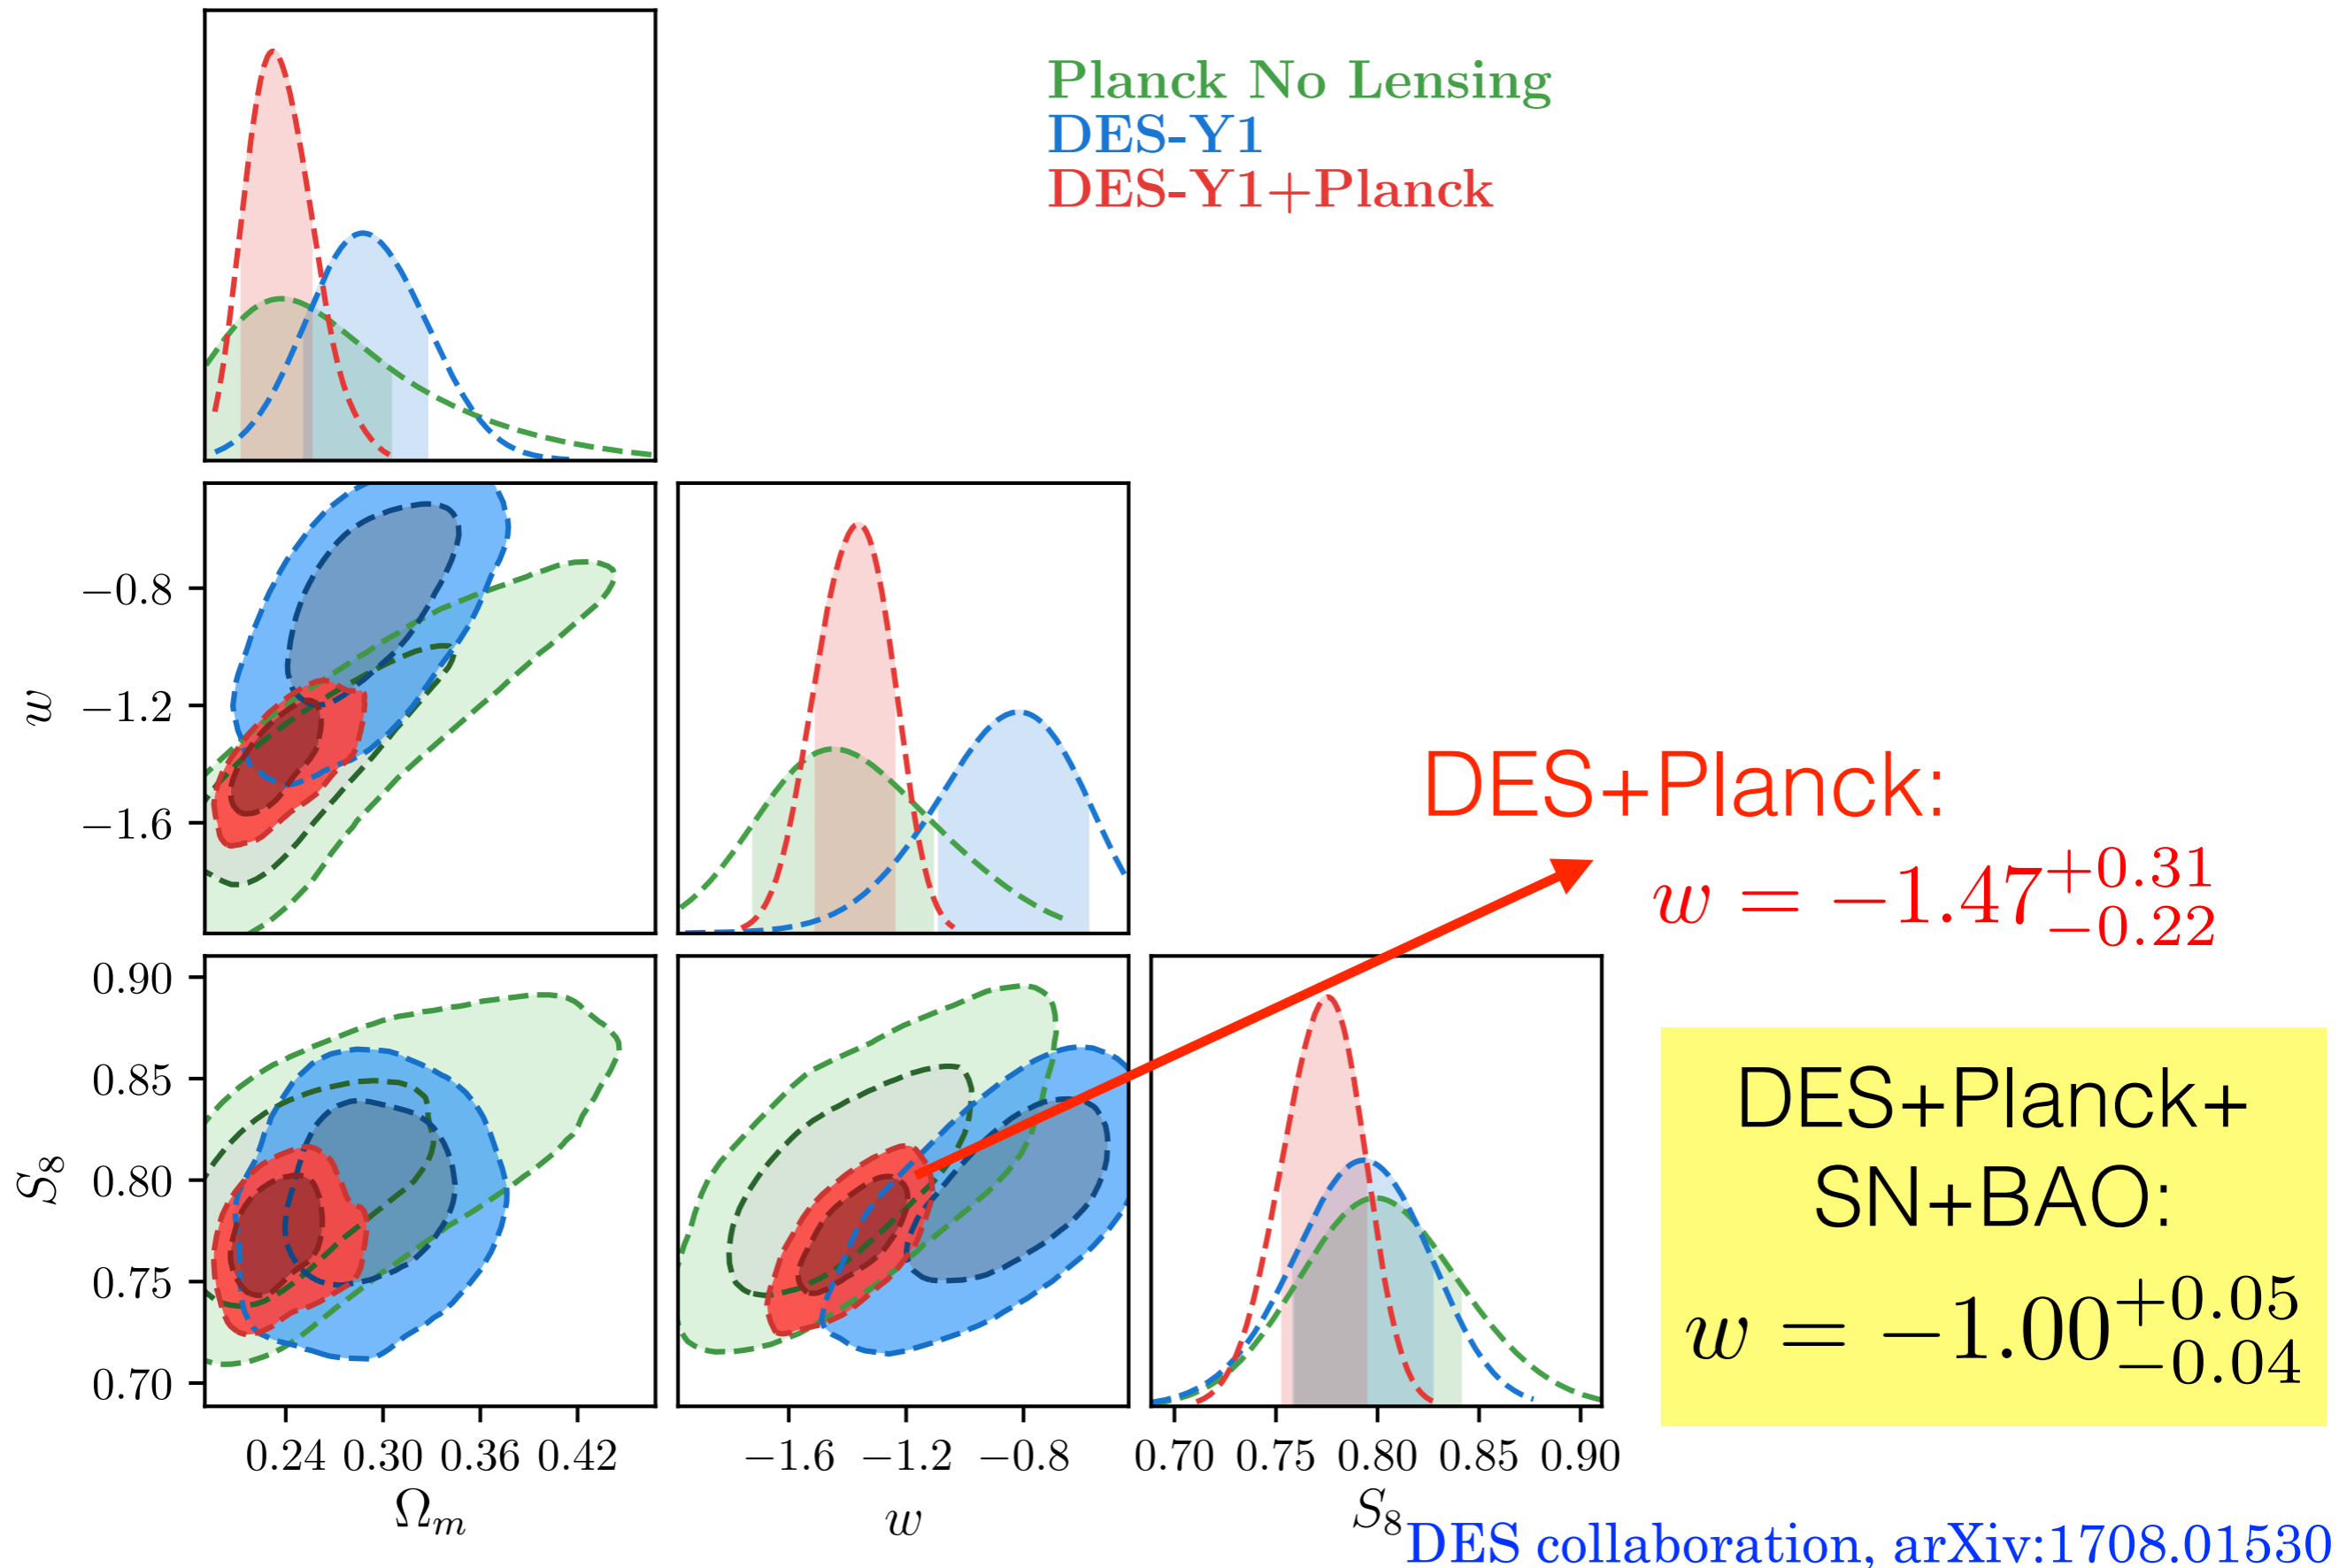 Planck No Lensing
DES-Y1
DES-Y1+Planck
−0.8
−1.2
−1.6
w
DES+Planck:
w = −1.47+0.31
−0.22
0.90
0.85
0.80
0.75
0.70
S8
DES+Planck+
SN+BAO:
w = −1.00+0.05
−0.04
0.24 0.30 0.36 0.42
−1.6 −1.2 −0.8
0.70 0.75 0.80 0.85 0.90
Ωm
w
S8
DES collaboration, arXiv:1708.01530